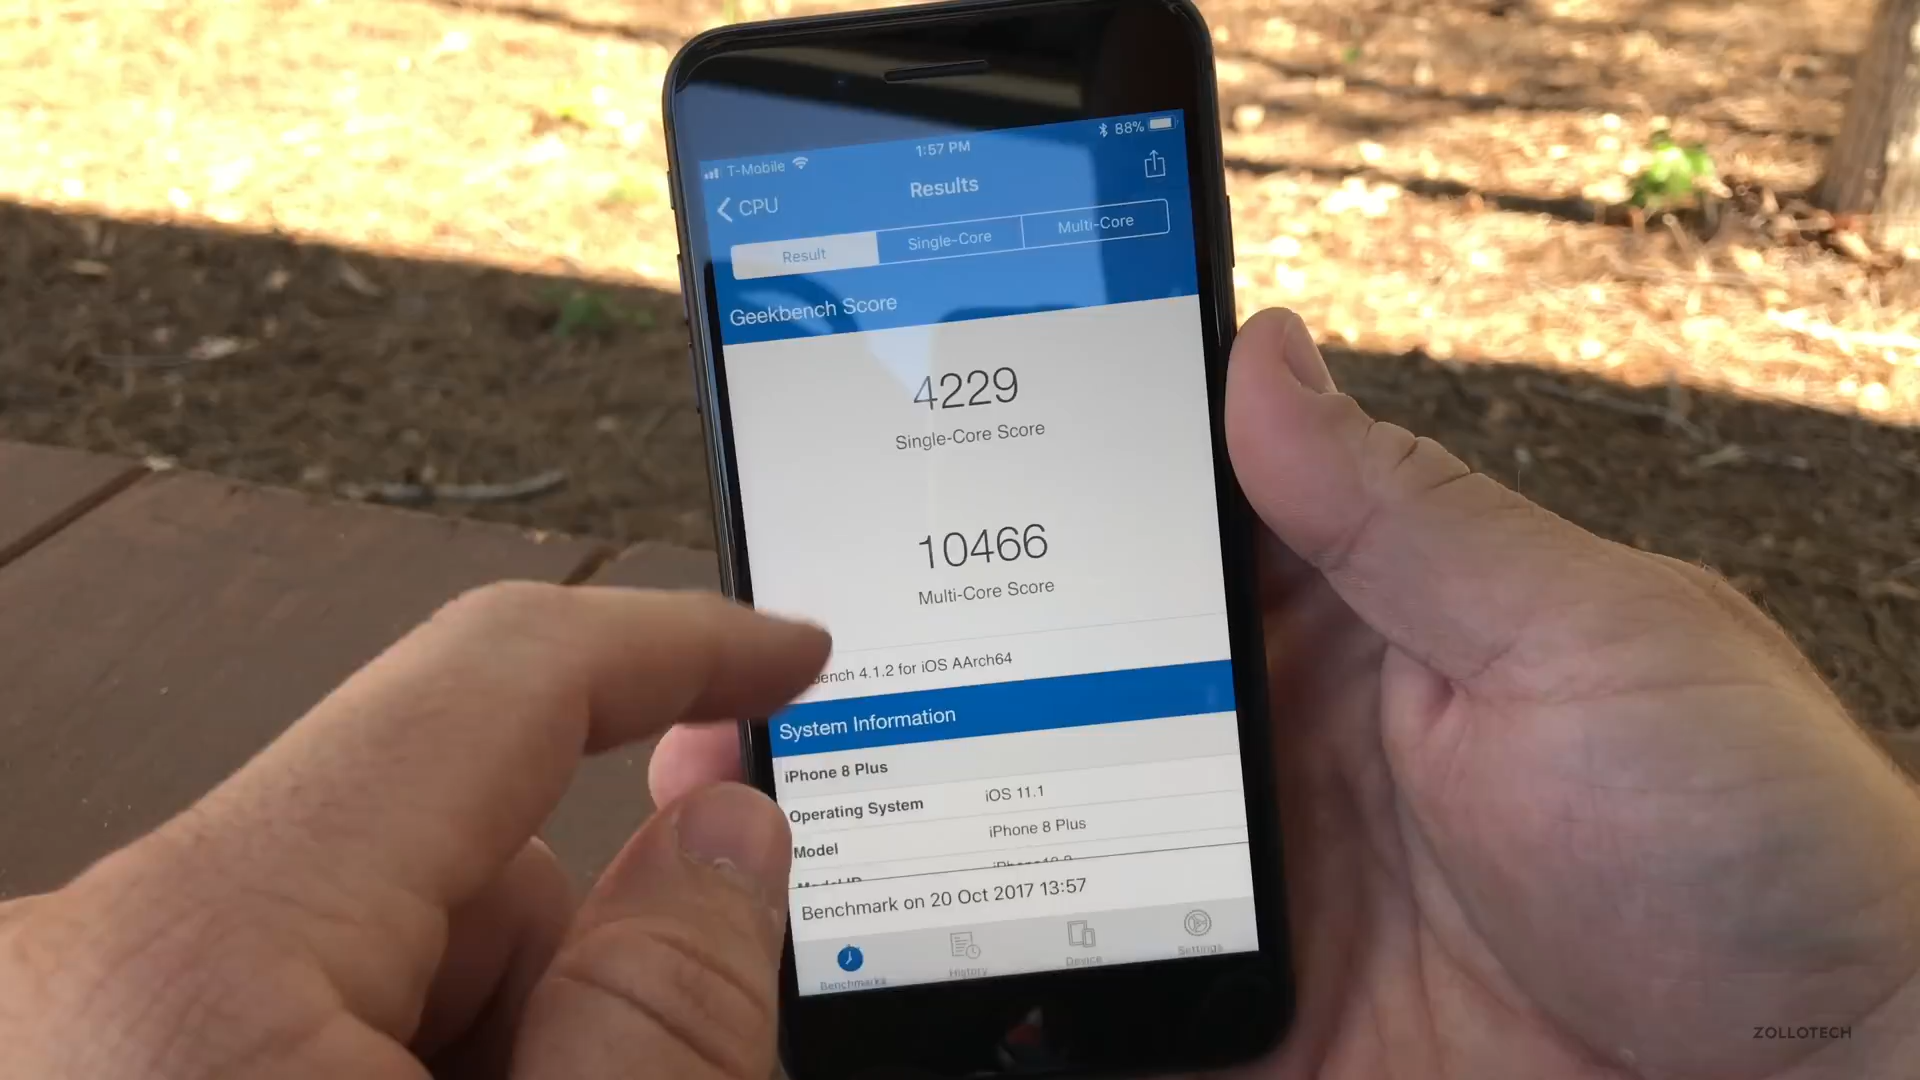 T-Mobile
1:57 PM
88%
CPU
Results
Result
Single-Core
Multi-Core
Geekbench Score
4229
Single-Core Score
10466
Multi-Core Score
bench 4.1.2 for iOS AArch64
System Information
iPhone 8 Plus
Operating System iOS 11.1
Model iPhone 8 Plus
Benchmark on 20 Oct 2017 13:57
Benchmarks
History
Device
Settings
ZOLLOTECH